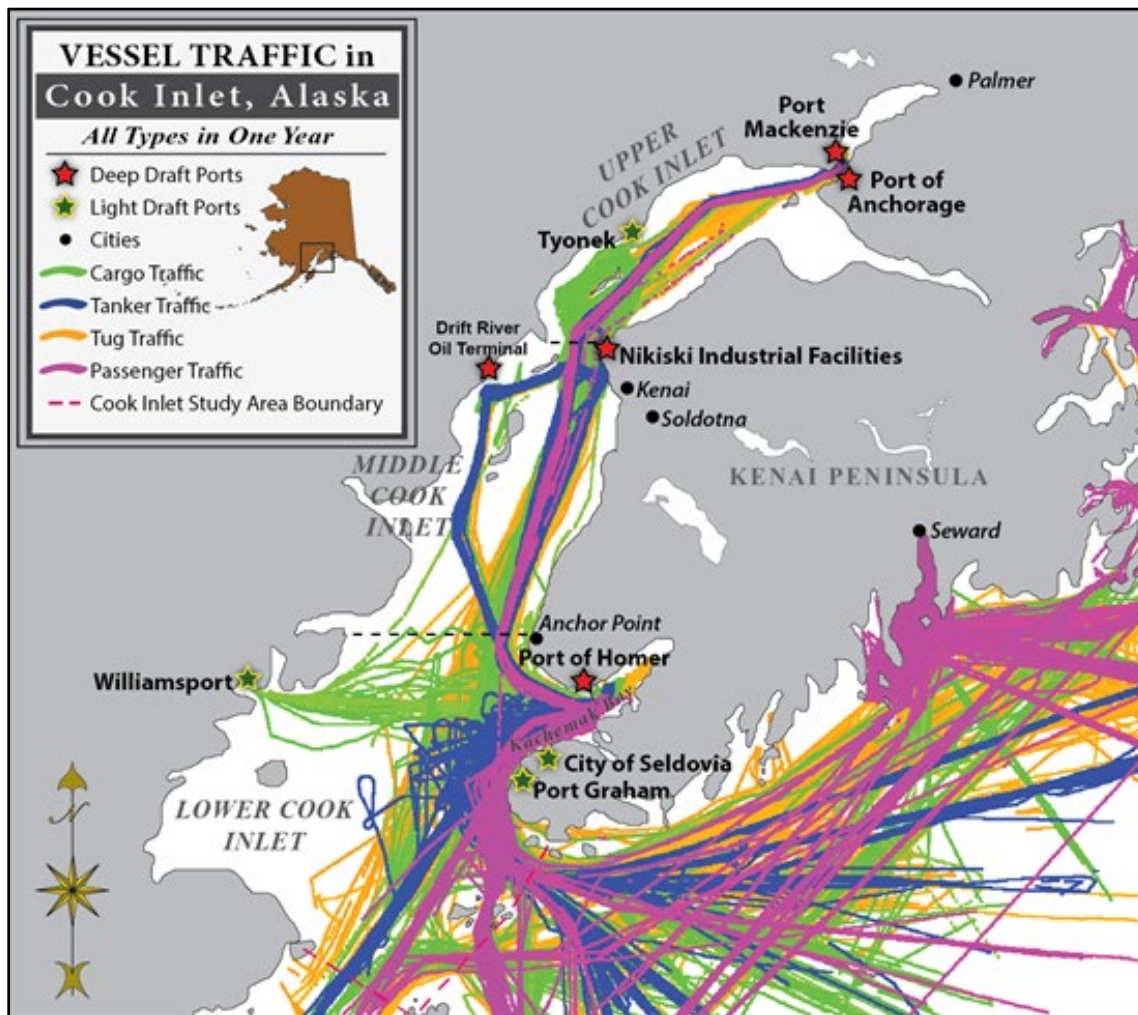 VESSEL TRAFFIC in
Cook Inlet, Alaska
All Types in One Year
Deep Draft Ports
Light Draft Ports
Cities
Cargo Traffic
Tanker Traffic
Tug Traffic
Passenger Traffic
Cook Inlet Study Area Boundary
Palmer
Port
Mackenzie
UPPER
COOK INLET
Port of
Anchorage
Tyonek
Drift River
Oil Terminal
Nikiski Industrial Facilities
Kenai
Soldotna
MIDDLE
COOK
INLET
KENAI PENINSULA
Seward
Anchor Point
Port of Homer
Williamsport
Kachemak Bay
City of Seldovia
Port Graham
LOWER COOK
INLET
N